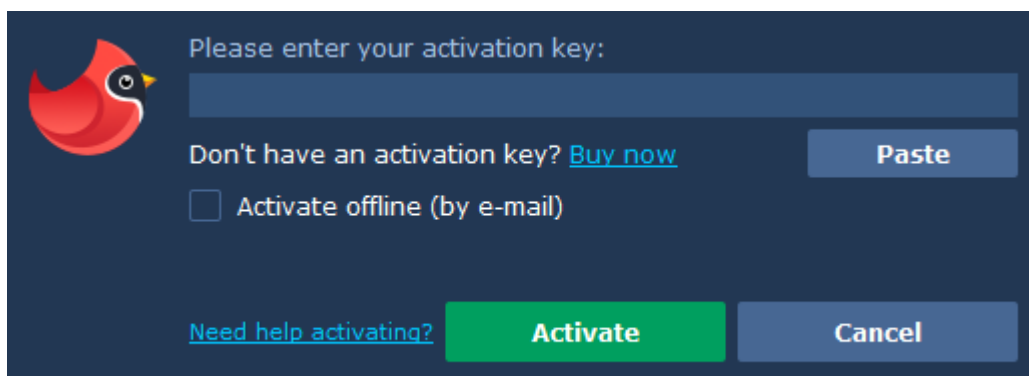 Please enter your activation key:
Don't have an activation key? Buy now
Paste
Activate offline (by e-mail)
Need help activating?
Activate
Cancel